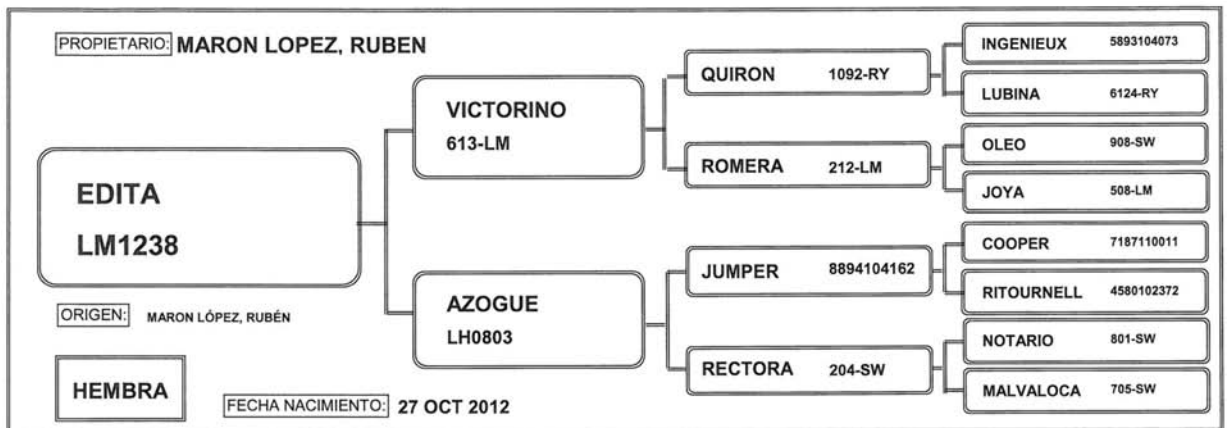 PROPIETARIO: MARON LOPEZ, RUBEN
EDITA
LM1238
ORIGEN: MARON LÓPEZ, RUBÉN
HEMBRA
FECHA NACIMIENTO: 27 OCT 2012
VICTORINO
613-LM
AZOGUE
LH0803
QUIRON 1092-RY
ROMERA 212-LM
JUMPER 8894104162
RECTORA 204-SW
INGENIEUX 5893104073
LUBINA 6124-RY
OLEO 908-SW
JOYA 508-LM
COOPER 7187110011
RITOURNELL 4580102372
NOTARIO 801-SW
MALVALOCA 705-SW